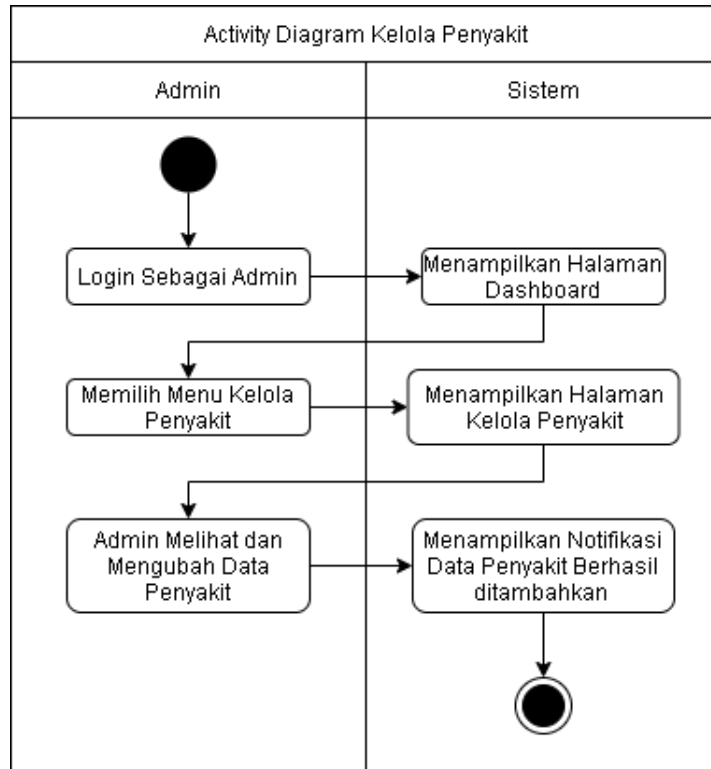 Activity Diagram Kelola Penyakit
Admin
Sistem
Login Sebagai Admin
Menampilkan Halaman
Dashboard
Memilih Menu Kelola
Penyakit
Menampilkan Halaman
Kelola Penyakit
Admin Melihat dan
Mengubah Data
Penyakit
Menampilkan Notifikasi
Data Penyakit Berhasil
ditambahkan